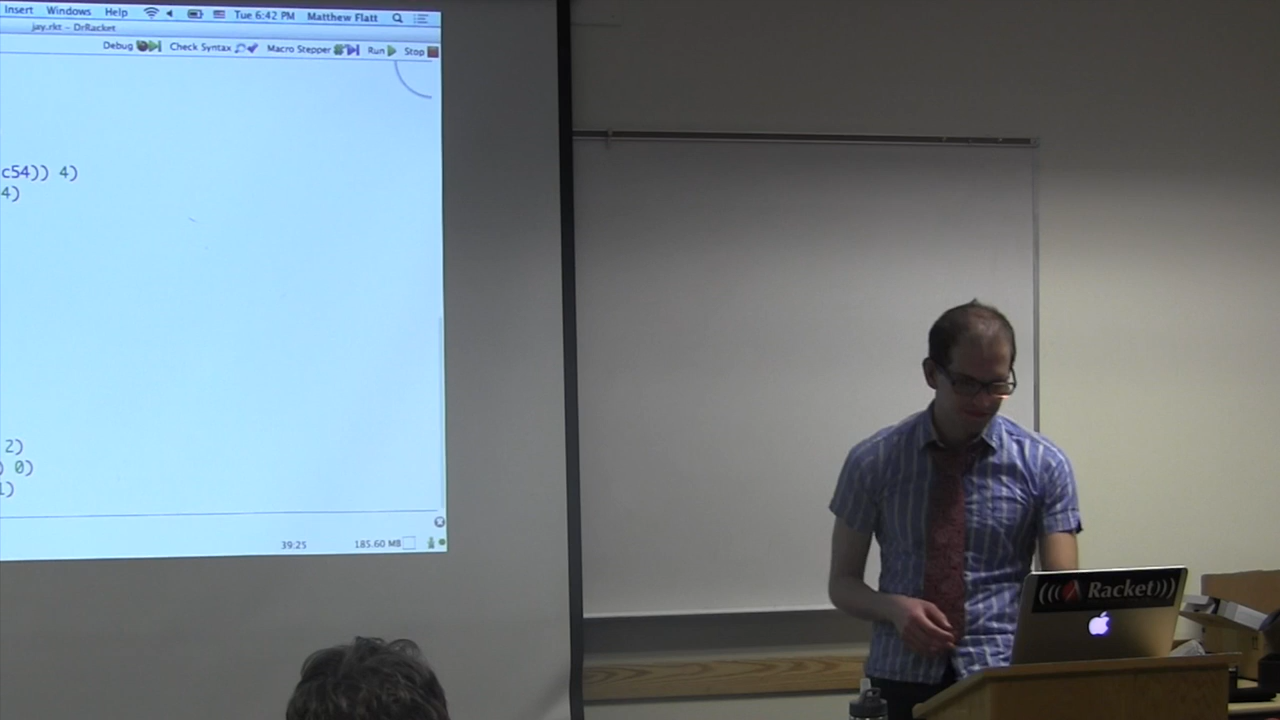 Insert Windows Help Tue 6:42 PM Matthew Flatt
jay.rkt - DrRacket
Debug Check Syntax Macro Stepper Run Stop
c54)) 4)
4)
2)
) 0)
1)
39:25 185.60 MB
(((Racket)))